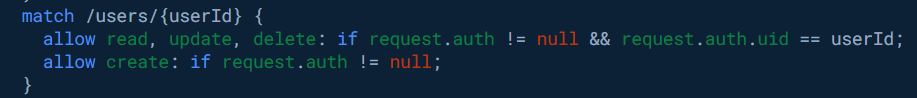 match /users/{userId} {
allow read, update, delete: if request.auth != null && request.auth.uid == userId;
allow create: if request.auth != null;
}